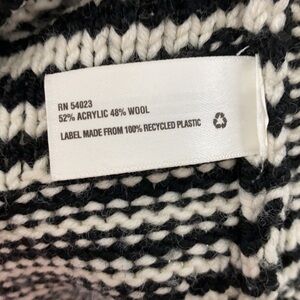 RN 54023
52% ACRYLIC 48% WOOL
LABEL MADE FROM 100% RECYCLED PLASTIC